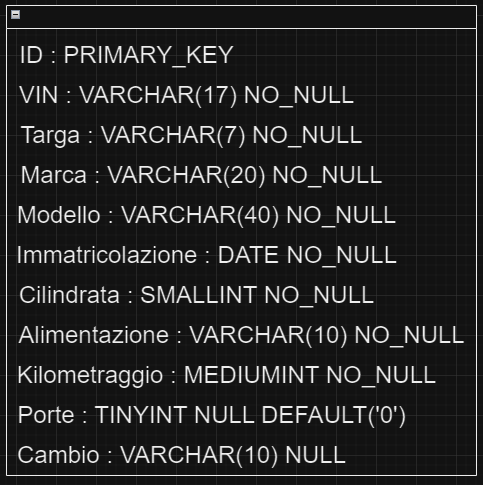 ID : PRIMARY_KEY
VIN : VARCHAR(17) NO_NULL
Targa : VARCHAR(7) NO_NULL
Marca : VARCHAR(20) NO_NULL
Modello : VARCHAR(40) NO_NULL
Immatricolazione : DATE NO_NULL
Cilindrata : SMALLINT NO_NULL
Alimentazione : VARCHAR(10) NO_NULL
Kilometraggio : MEDIUMINT NO_NULL
Porte : TINYINT NULL DEFAULT('0')
Cambio : VARCHAR(10) NULL